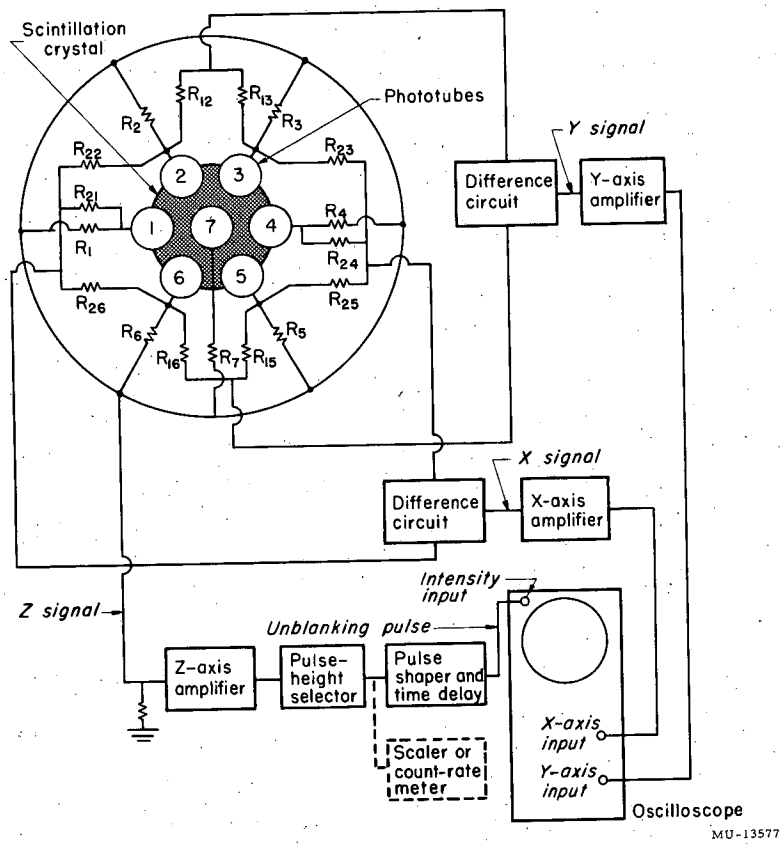 Scintillation
crystal
R12
R13
R2
R3
Phototubes
R22
R23
2
3
R21
R1
1
7
4
R4
R24
6
5
R26
R25
R6
R16
R7
R15
R5
Y signal
Difference
circuit
Y-axis
amplifier
X signal
Difference
circuit
X-axis
amplifier
Intensity
input
Z signal
Unblanking pulse
Z-axis
amplifier
Pulse-
height
selector
Pulse
shaper and
time delay
X-axis
input
Scaler or
count-rate
meter
Y-axis
input
Oscilloscope
MU-13577